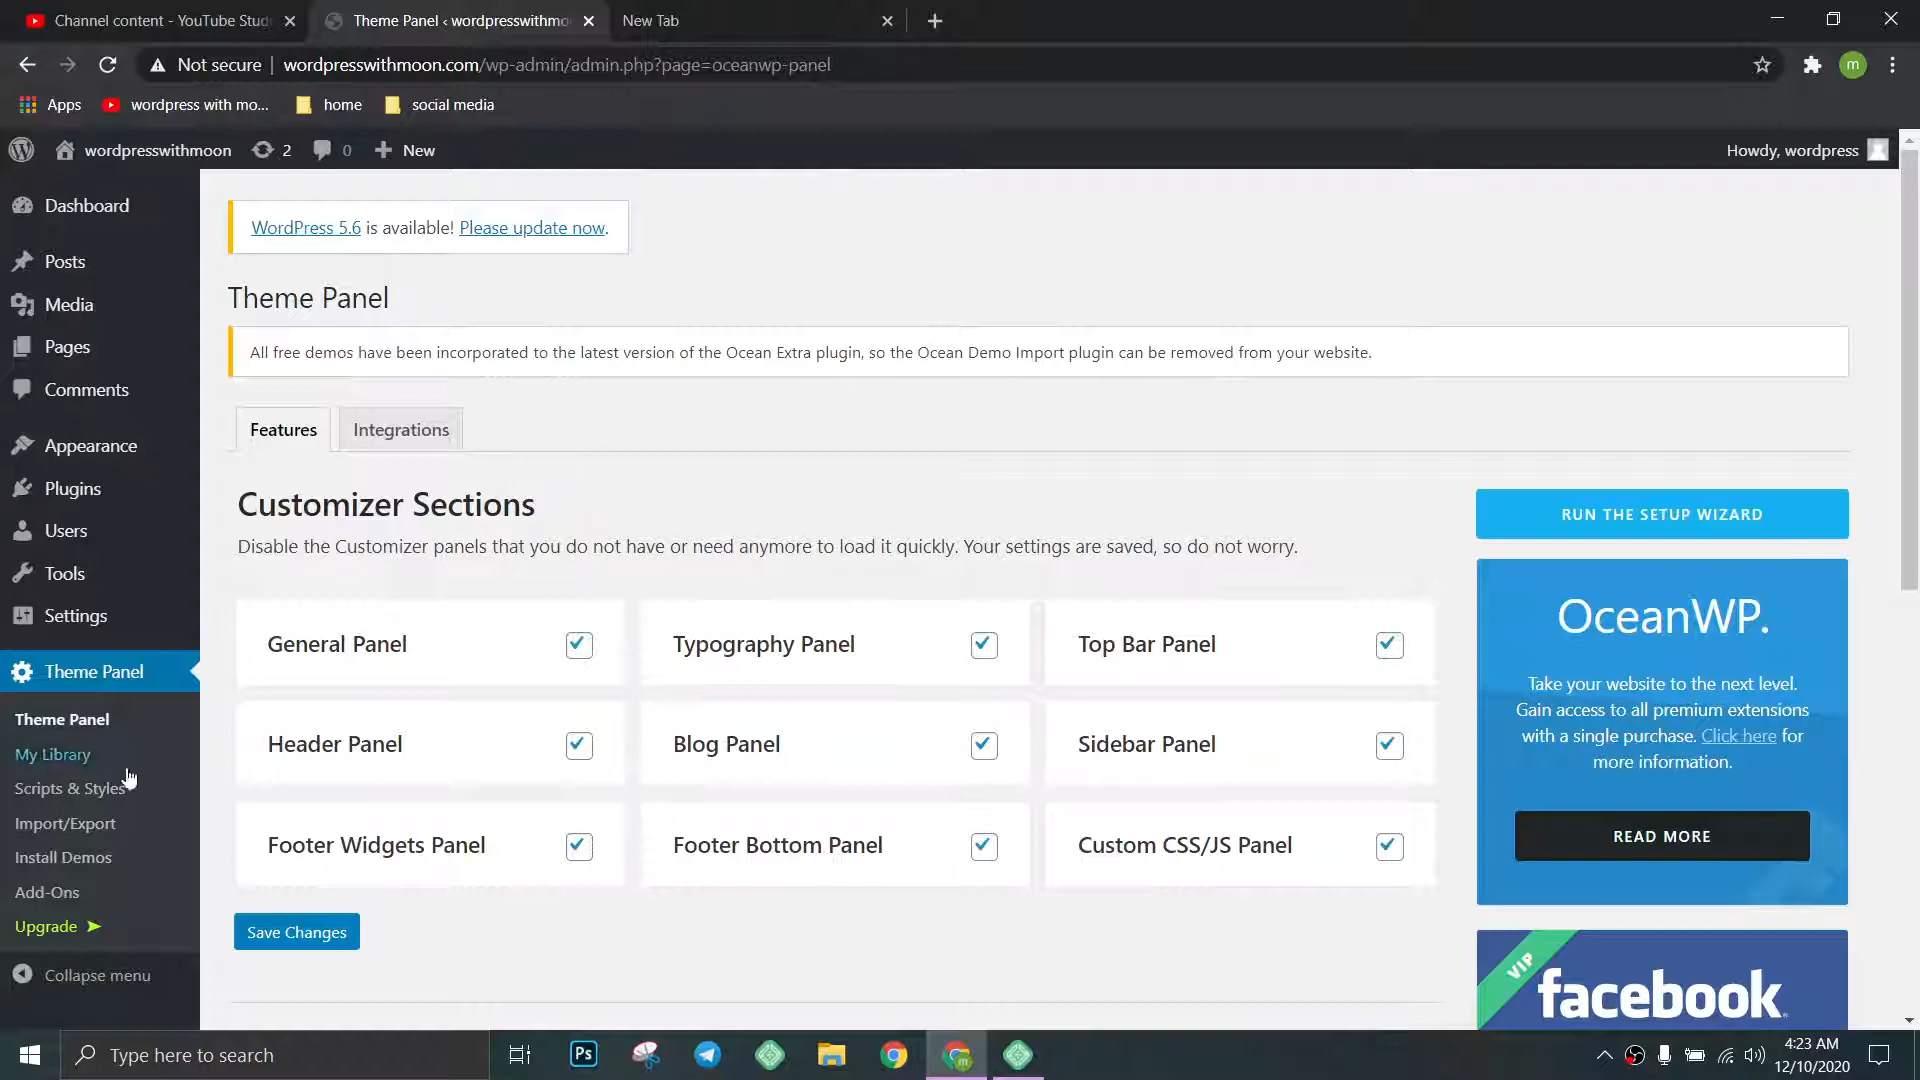 Channel content - YouTube Stud
Theme Panel ‹ wordpresswithmo
New Tab
Not secure | wordpresswithmoon.com/wp-admin/admin.php?page=oceanwp-panel
m
Apps
wordpress with mo...
home
social media
wordpresswithmoon
2
0
New
Howdy, wordpress
Dashboard
Posts
Media
Pages
Comments
Appearance
Plugins
Users
Tools
Settings
Theme Panel
Theme Panel
My Library
Scripts & Styles
Import/Export
Install Demos
Add-Ons
Upgrade
Collapse menu
WordPress 5.6 is available! Please update now.
Theme Panel
All free demos have been incorporated to the latest version of the Ocean Extra plugin, so the Ocean Demo Import plugin can be removed from your website.
Features
Integrations
Customizer Sections
Disable the Customizer panels that you do not have or need anymore to load it quickly. Your settings are saved, so do not worry.
General Panel
Typography Panel
Top Bar Panel
Header Panel
Blog Panel
Sidebar Panel
Footer Widgets Panel
Footer Bottom Panel
Custom CSS/JS Panel
Save Changes
RUN THE SETUP WIZARD
OceanWP.
Take your website to the next level.
Gain access to all premium extensions
with a single purchase. Click here for
more information.
READ MORE
VIP
facebook
Type here to search
Ps
m
4:23 AM
12/10/2020